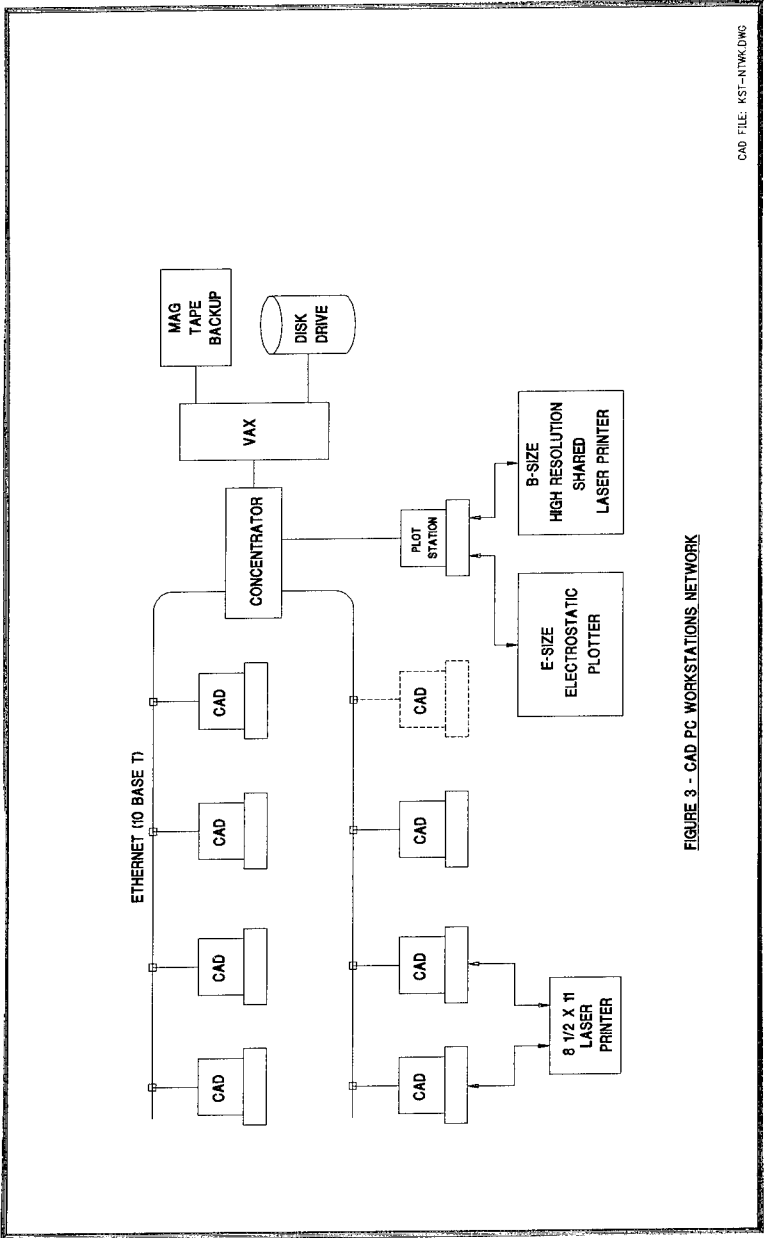 ETHERNET (10 BASE T)
CAD
CAD
CAD
CAD
CONCENTRATOR
VAX
MAG
TAPE
BACKUP
DISK
DRIVE
CAD
CAD
CAD
CAD
PLOT
STATION
8 1/2 X 11
LASER
PRINTER
E-SIZE
ELECTROSTATIC
PLOTTER
B-SIZE
HIGH RESOLUTION
SHARED
LASER PRINTER
FIGURE 3 - CAD PC WORKSTATIONS NETWORK
CAD FILE: KST-NTWK.DWG